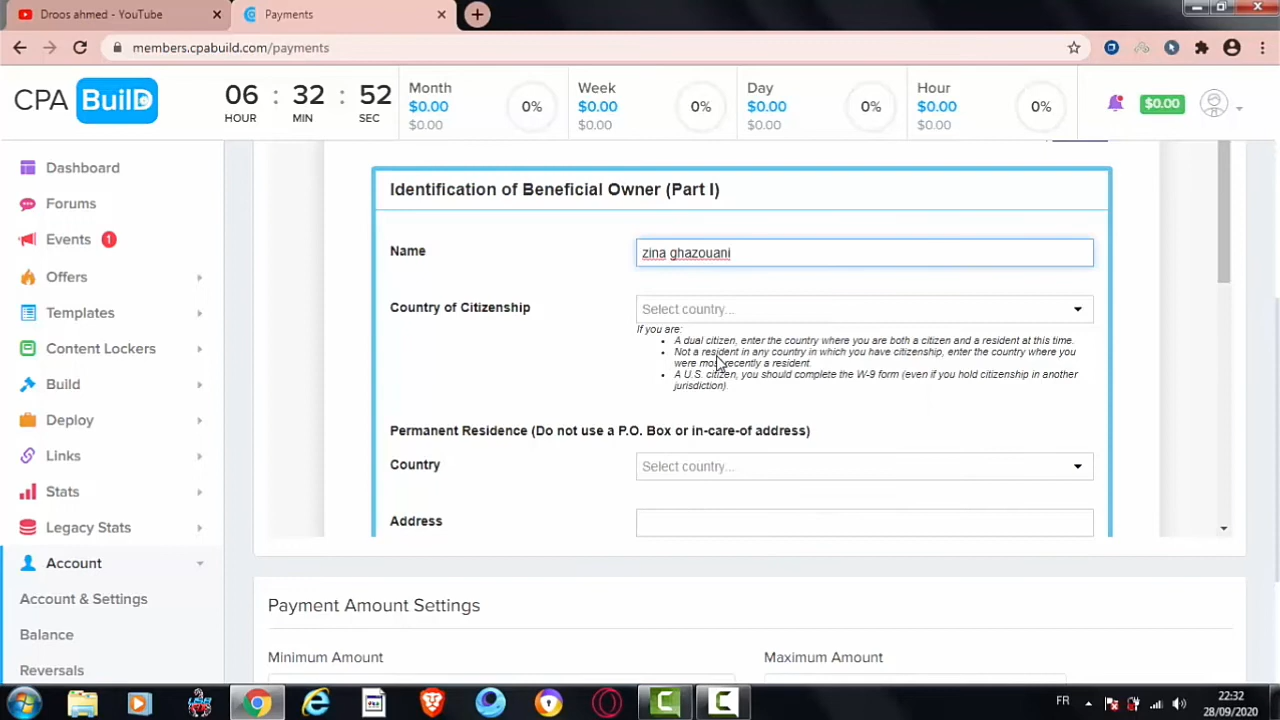 Droos ahmed - YouTube
Payments
members.cpabuild.com/payments
CPA BuilD
06 : 32 : 52
HOUR MIN SEC
Month
$0.00
$0.00
0%
Week
$0.00
$0.00
0%
Day
$0.00
$0.00
0%
Hour
$0.00
$0.00
0%
$0.00
Dashboard
Forums
Events 1
Offers
Templates
Content Lockers
Build
Deploy
Links
Stats
Legacy Stats
Account
Account & Settings
Balance
Reversals
Identification of Beneficial Owner (Part I)
Name
zina ghazouani
Country of Citizenship
Select country...
If you are:
A dual citizen, enter the country where you are both a citizen and a resident at this time.
Not a resident in any country in which you have citizenship, enter the country where you
were most recently a resident.
A U.S. citizen, you should complete the W-9 form (even if you hold citizenship in another
jurisdiction).
Permanent Residence (Do not use a P.O. Box or in-care-of address)
Country
Select country...
Address
Payment Amount Settings
Minimum Amount
Maximum Amount
FR
22:32
28/09/2020